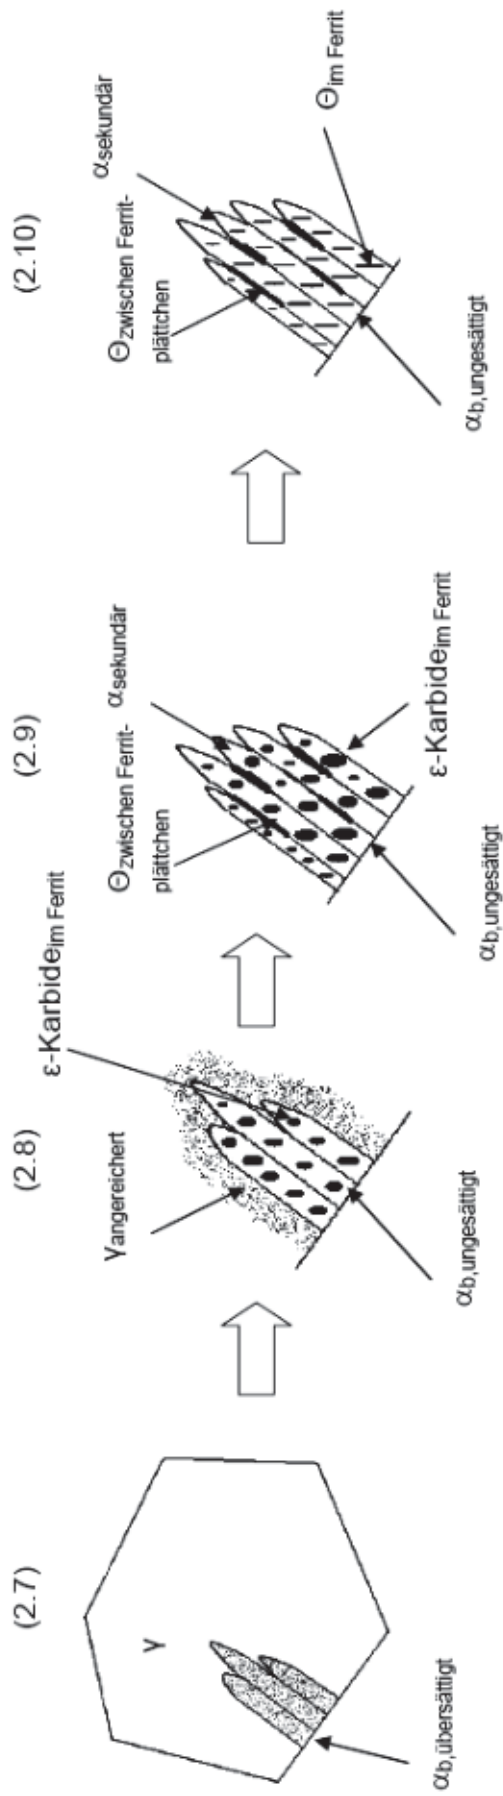 (2.7)
γ
αb,übersättigt
(2.8)
ε-Karbideim Ferrit
γangereichert
αb,ungesättigt
(2.9)
Θzwischen Ferrit-
plättchen
αsekundär
ε-Karbideim Ferrit
αb,ungesättigt
(2.10)
Θzwischen Ferrit-
plättchen
αsekundär
Θim Ferrit
αb,ungesättigt